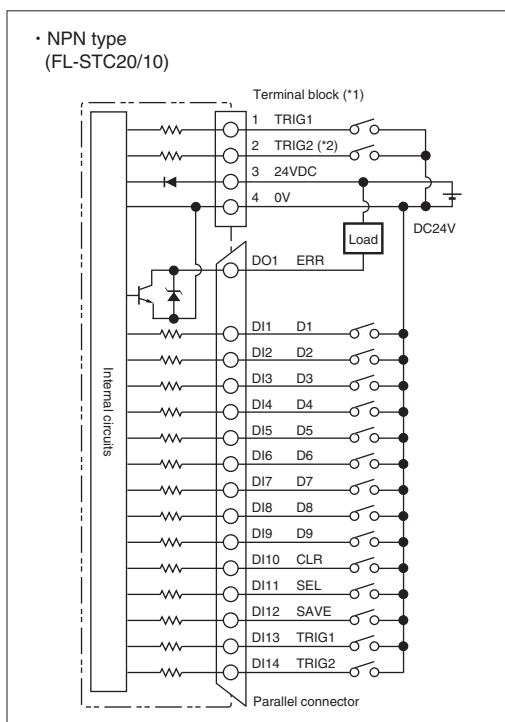 ・NPN type
(FL-STC20/10)
Terminal block (*1)
1 TRIG1
2 TRIG2 (*2)
3 24VDC
4 0V
DC24V
Load
DO1 ERR
DI1 D1
DI2 D2
DI3 D3
DI4 D4
DI5 D5
DI6 D6
DI7 D7
DI8 D8
DI9 D9
DI10 CLR
DI11 SEL
DI12 SAVE
DI13 TRIG1
DI14 TRIG2
Internal circuits
Parallel connector